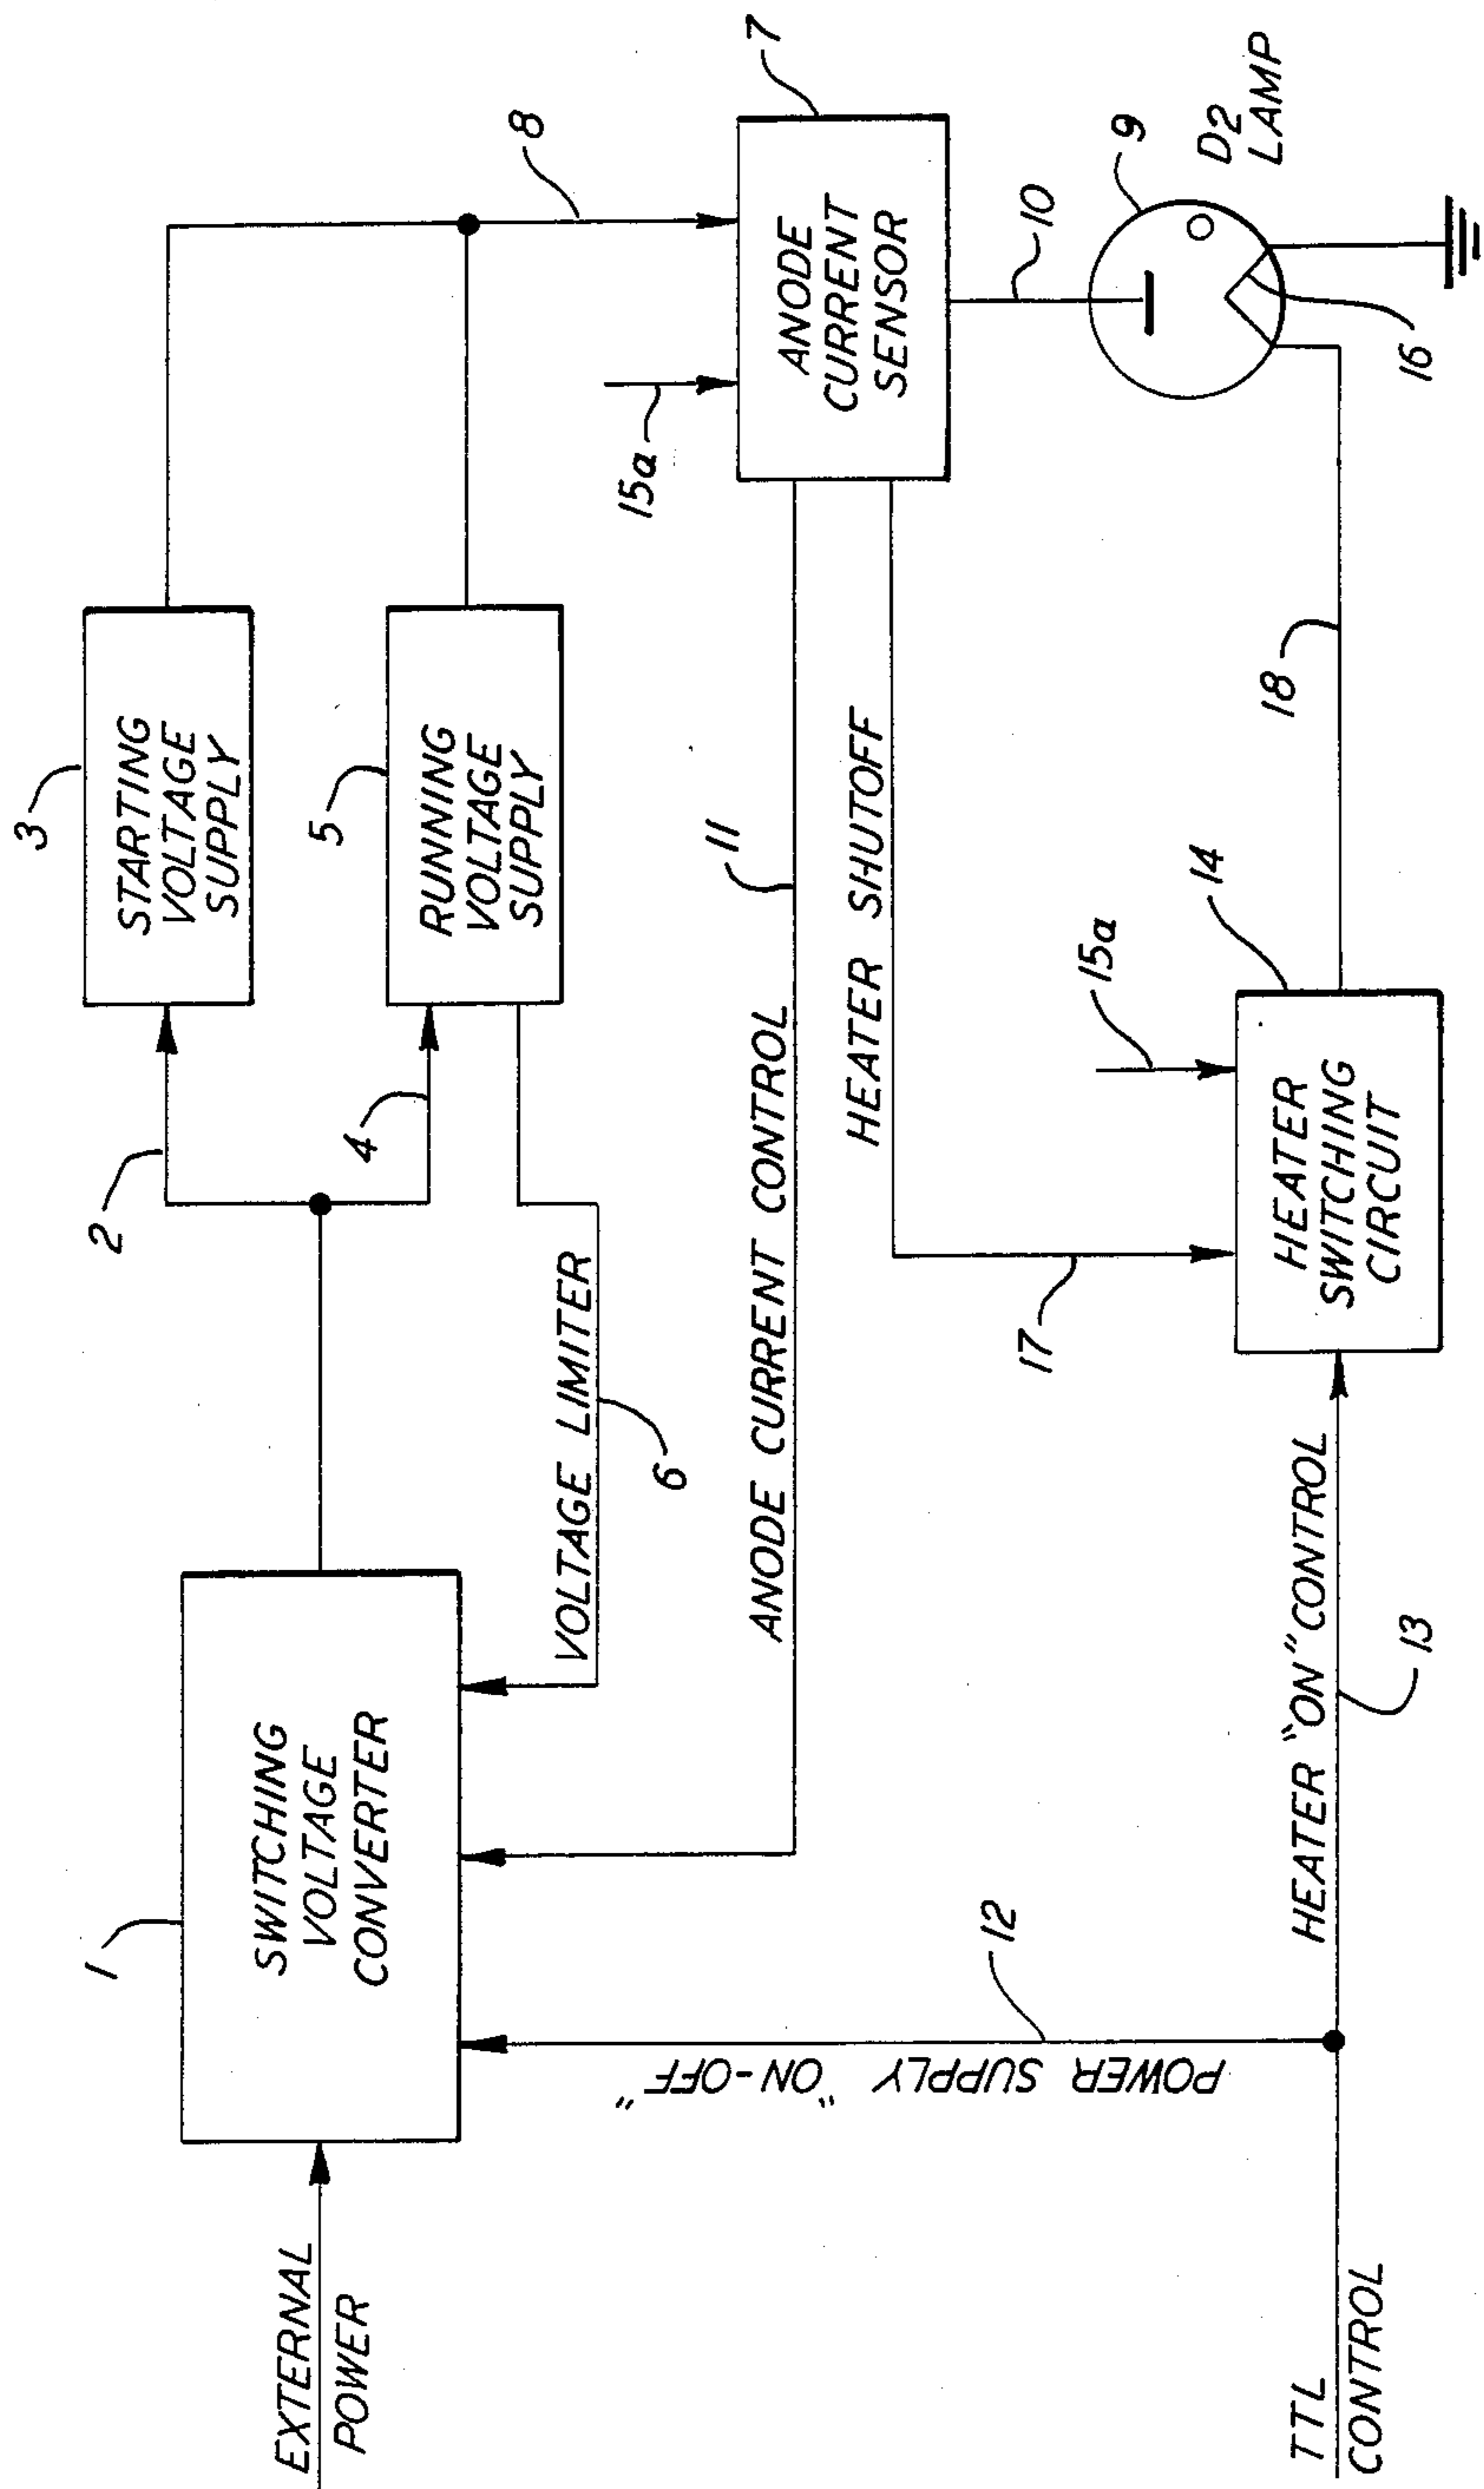 3
STARTING
VOLTAGE
SUPPLY
2
5
RUNNING
VOLTAGE
SUPPLY
4
1
SWITCHING
VOLTAGE
CONVERTER
EXTERNAL
POWER
VOLTAGE LIMITER
6
8
7
15a
ANODE
CURRENT
SENSOR
10
9
D2
LAMP
16
11
ANODE CURRENT CONTROL
HEATER SHUTOFF
12
POWER SUPPLY "ON-OFF"
17
15a
14
HEATER
SWITCHING
CIRCUIT
18
HEATER "ON" CONTROL
13
TTL
CONTROL